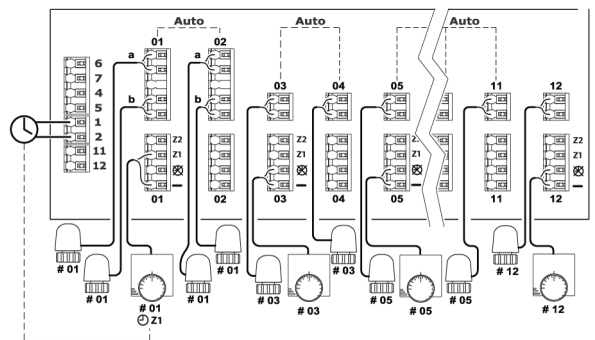 Auto Auto Auto
01 02
a a
03 04 05 11 12
b b
6
7
4
5
1
2
11
12
Z2 Z2 Z2 Z2
Z1 Z1 Z1 Z1
01 02 03 04 05 11 12
# 01 # 01 # 01 # 01 # 01 # 03 # 03 # 03 # 05 # 05 # 05 # 12 # 12
Z1